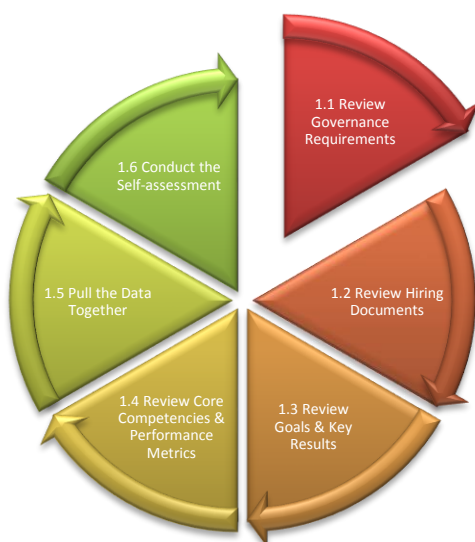 1.1 Review
Governance
Requirements
1.2 Review Hiring
Documents
1.3 Review
Goals & Key
Results
1.4 Review Core
Competencies &
Performance
Metrics
1.5 Pull the Data
Together
1.6 Conduct the
Self-assessment